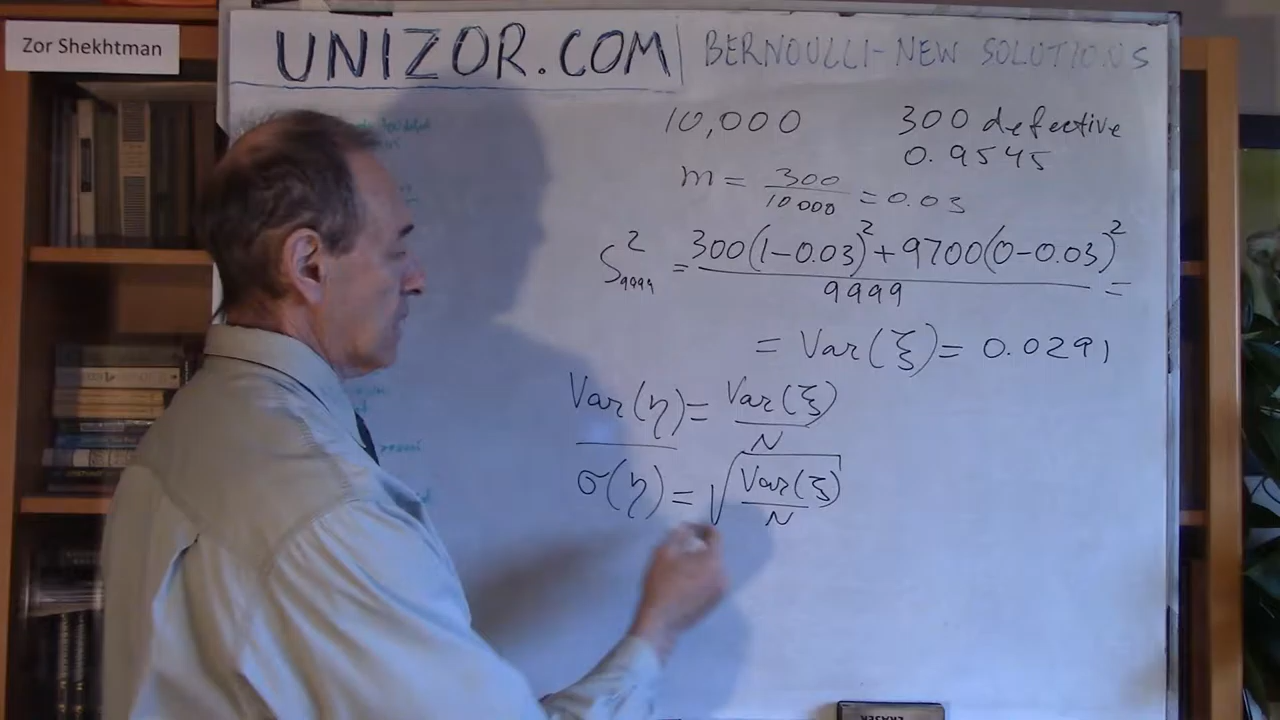 Zor Shekhtman
UNIZOR.COM | BERNOULLI-NEW SOLUTIONS
10,000 300 defective
0.9545
m = 300/10000 = 0.03
S²₉₉₉₉ = (300(1-0.03)²+9700(0-0.03)²)/9999 =
= Var(ξ) = 0.0291
Var(η) = Var(ξ)/N
σ(η) = √(Var(ξ)/N)
ERASER